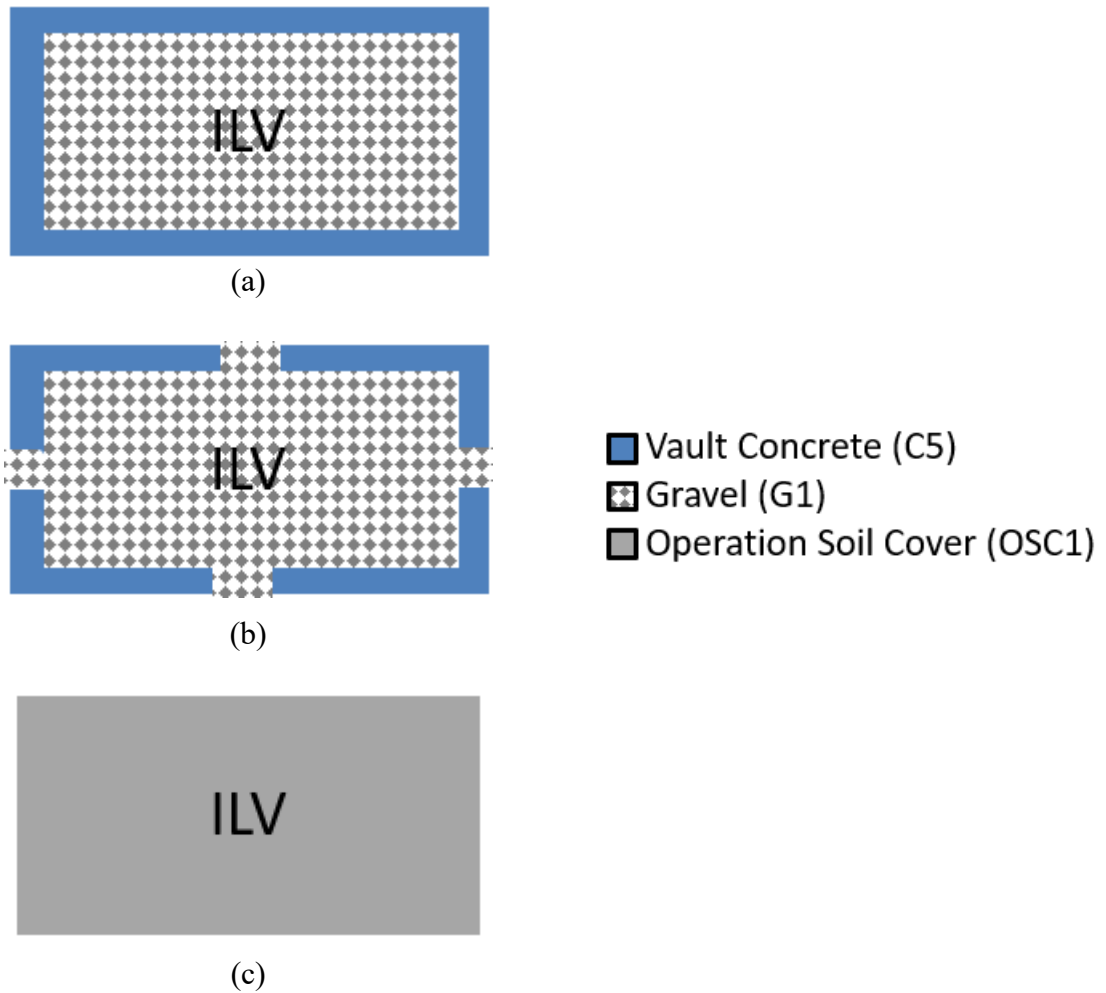 ILV
(a)
ILV
(b)
Vault Concrete (C5)
Gravel (G1)
Operation Soil Cover (OSC1)
ILV
(c)